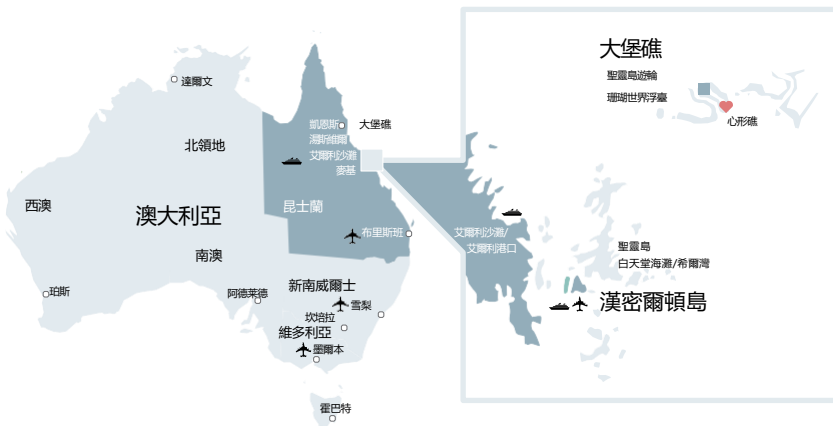 達爾文
北領地
西澳
澳大利亞
南澳
珀斯
阿德萊德
凱恩斯
大堡礁
湯斯維爾
艾爾利沙灘
麥基
昆士蘭
布里斯班
新南威爾士
雪梨
坎培拉
維多利亞
墨爾本
霍巴特
大堡礁
聖靈島遊輪
珊瑚世界浮臺
心形礁
艾爾利沙灘/
艾爾利港口
聖靈島
白天堂海灘/希爾灣
漢密爾頓島